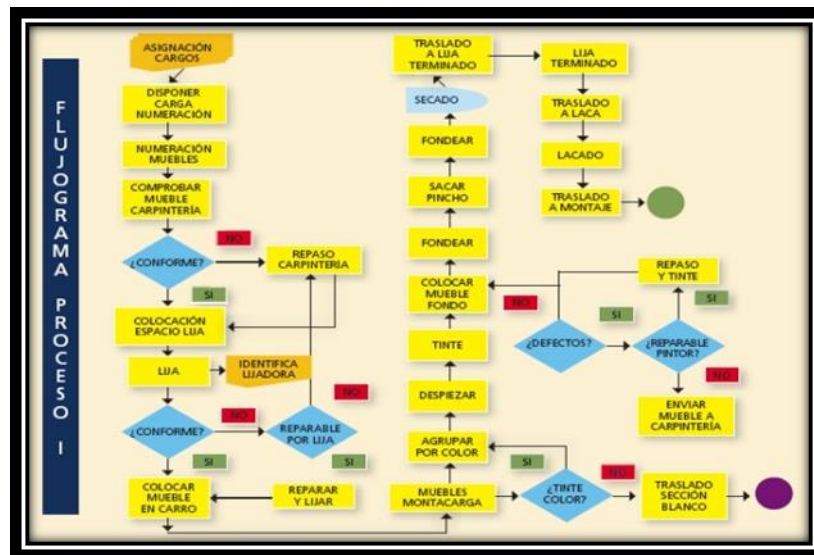 FLUJOGRAMA PROCESO I
ASIGNACIÓN
CARGOS
DISPONER
CARGA
NUMERACIÓN
NUMERACIÓN
MUEBLES
COMPROBAR
MUEBLE
CARPINTERÍA
¿CONFORME?
NO
REPASO
CARPINTERÍA
SI
COLOCACIÓN
ESPACIO LIJA
LIJA
IDENTIFICA
LIJADORA
¿CONFORME?
NO
REPARABLE
POR LIJA
NO
SI
SI
COLOCAR
MUEBLE
EN CARRO
REPARAR
Y LIJAR
TRASLADO
A LIJA
TERMINADO
SECADO
FONDEAR
SACAR
PINCHO
FONDEAR
COLOCAR
MUEBLE
FONDO
TINTE
DESPIEZAR
AGRUPAR
POR COLOR
MUEBLES
MONTACARGA
SI
¿TINTE
COLOR?
NO
TRASLADO
SECCIÓN
BLANCO
LIJA
TERMINADO
TRASLADO
A LACA
LACADO
TRASLADO
A MONTAJE
REPASO
Y TINTE
NO
¿DEFECTOS?
SI
SI
¿REPARABLE
PINTOR?
NO
ENVIAR
MUEBLE A
CARPINTERÍA